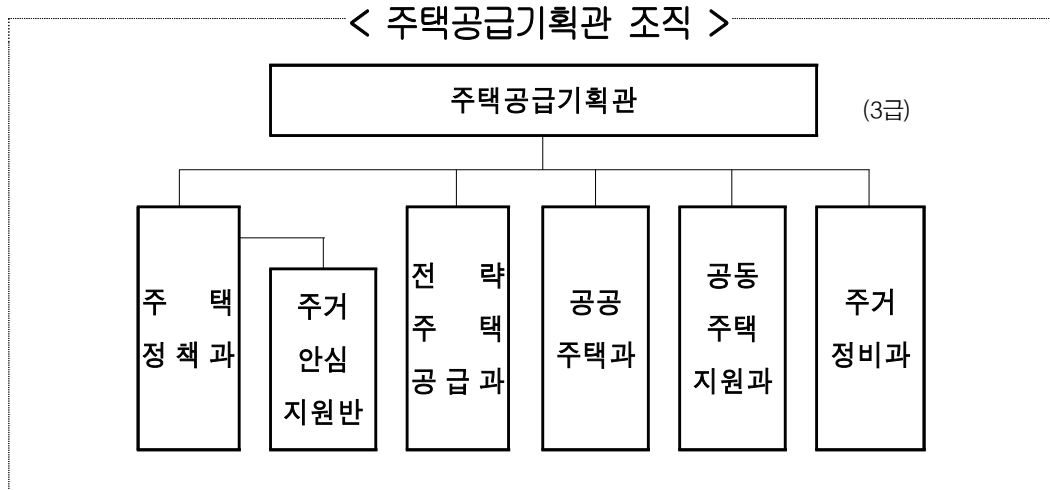 < 주택공급기획관 조직 >
주택공급기획관
(3급)
주 택
정책과
주거
안심
지원반
전 략
주 택
공급과
공공
주택과
공동
주택
지원과
주거
정비과